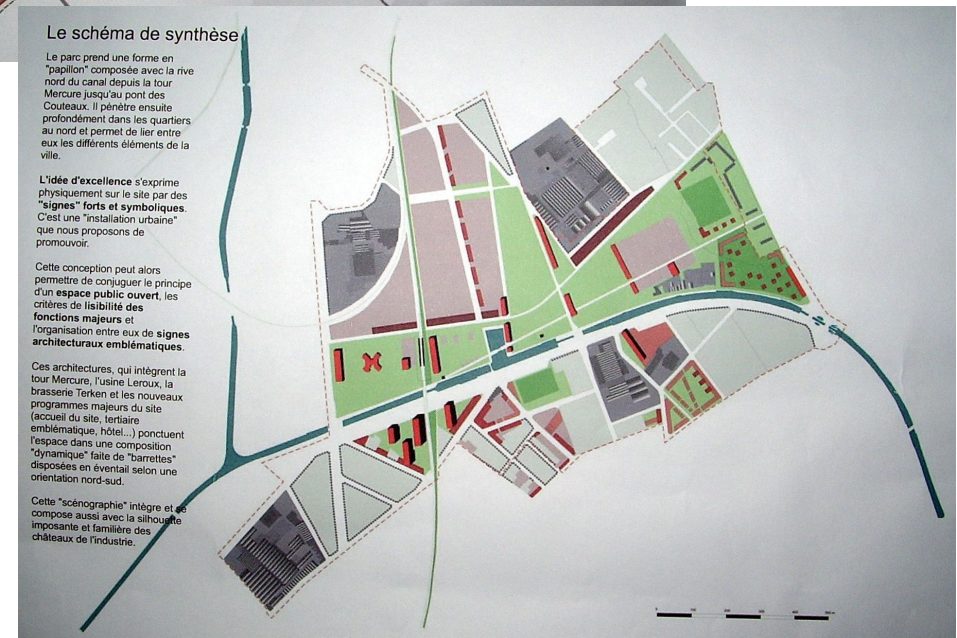 Le schéma de synthèse
Le parc prend une forme en
"papillon" composée avec la rive
nord du canal depuis la tour
Mercure jusqu'au pont des
Couteaux. Il pénètre ensuite
profondément dans les quartiers
au nord et permet de lier entre
eux les différents éléments de la
ville.
L'idée d'excellence s'exprime
physiquement sur le site par des
"signes" forts et symboliques.
C'est une "installation urbaine"
que nous proposons de
promouvoir.
Cette conception peut alors
permettre de conjuguer le principe
d'un espace public ouvert, les
critères de lisibilité des
fonctions majeurs et
l'organisation entre eux de signes
architecturaux emblématiques.
Ces architectures, qui intégrent la
tour Mercure, l'usine Leroux, la
brasserie Terken et les nouveaux
programmes majeurs du site
(accueil du site, tertiaire
emblématique, hôtel...) ponctuent
l'espace dans une composition
"dynamique" faite de "barrettes"
disposées en éventail selon une
orientation nord-sud.
Cette "scénographie" intègre et se
compose aussi avec la silhouette
imposante et familière des
châteaux de l'industrie.